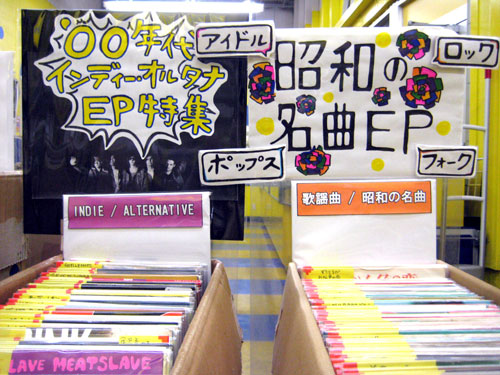 '00年代
インディー・オルタナ
EP特集
アイドル
ロック
昭和の
名曲EP
ポップス
フォーク
INDIE / ALTERNATIVE
歌謡曲 / 昭和の名曲
LAVE MEATSLAVE